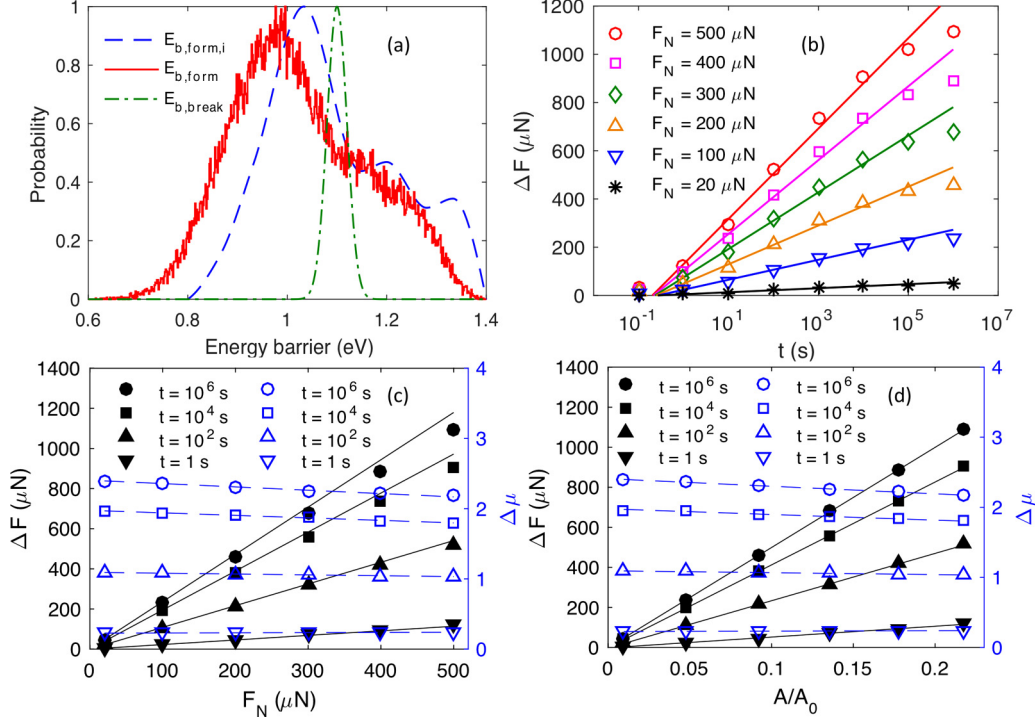 (a)
E_b,form,i
E_b,form
E_b,break
1
0.8
0.6
0.4
0.2
0
Probability
0.6 0.8 1 1.2 1.4
Energy barrier (eV)
(b)
F_N = 500 μN
F_N = 400 μN
F_N = 300 μN
F_N = 200 μN
F_N = 100 μN
F_N = 20 μN
1200
1000
800
600
400
200
0
ΔF (μN)
10^-1 10^1 10^3 10^5 10^7
t (s)
(c)
t = 10^6 s t = 10^6 s
t = 10^4 s t = 10^4 s
t = 10^2 s t = 10^2 s
t = 1 s t = 1 s
1400
1200
1000
800
600
400
200
0
ΔF (μN)
4
3
2
1
0
Δμ
0 100 200 300 400 500
F_N (μN)
(d)
t = 10^6 s t = 10^6 s
t = 10^4 s t = 10^4 s
t = 10^2 s t = 10^2 s
t = 1 s t = 1 s
1400
1200
1000
800
600
400
200
0
ΔF (μN)
4
3
2
1
0
Δμ
0 0.05 0.1 0.15 0.2
A/A_0